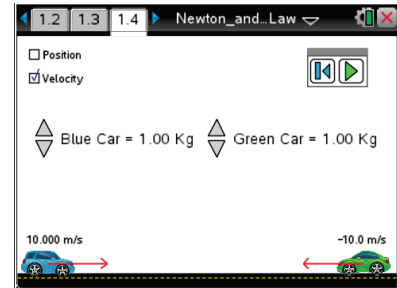 1.2 1.3 1.4 Newton_and…Law
Position
Velocity
Blue Car = 1.00 Kg Green Car = 1.00 Kg
10.000 m/s -10.0 m/s